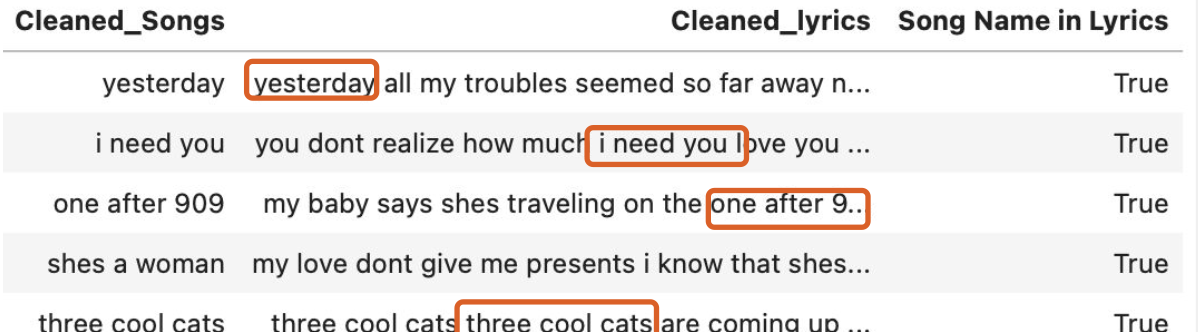 Cleaned_Songs Cleaned_lyrics Song Name in Lyrics
yesterday yesterday all my troubles seemed so far away n... True
i need you you dont realize how much i need you love you ... True
one after 909 my baby says shes traveling on the one after 9... True
shes a woman my love dont give me presents i know that shes... True
three cool cats three cool cats three cool cats are coming up ... True